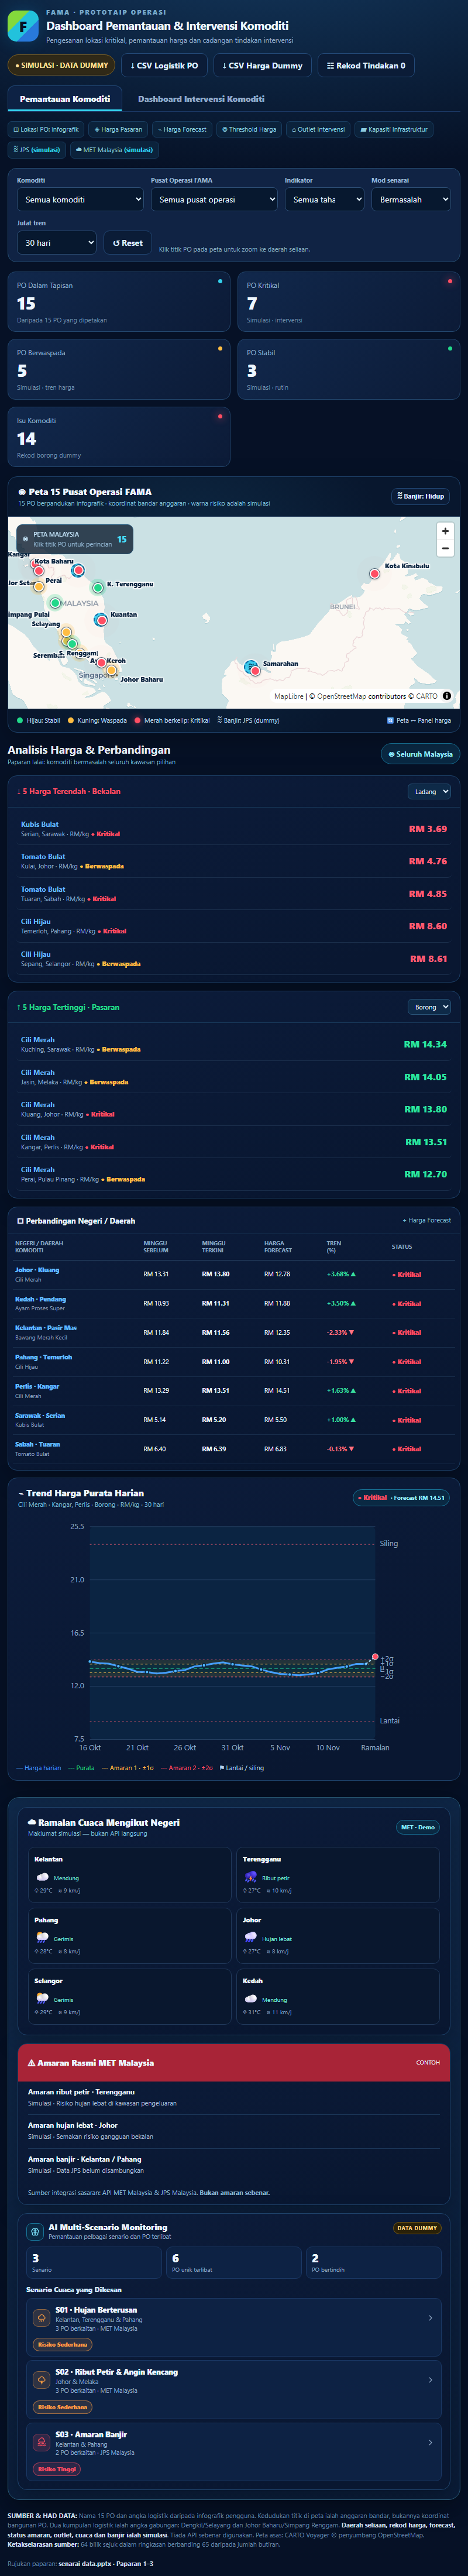 FAMA · PROTOTAIP OPERASI
Dashboard Pemantauan & Intervensi Komoditi
Pengesanan lokasi kritikal, pemantauan harga dan cadangan tindakan intervensi
F
● SIMULASI · DATA DUMMY
↓ CSV Logistik PO
↓ CSV Harga Dummy
☷ Rekod Tindakan 0
Pemantauan Komoditi
Dashboard Intervensi Komoditi
Lokasi PO: infografik
Harga Pasaran
Harga Forecast
Threshold Harga
Outlet Intervensi
Kapasiti Infrastruktur
JPS (simulasi)
MET Malaysia (simulasi)
Komoditi
Pusat Operasi FAMA
Indikator
Mod senarai
Semua komoditi
Semua pusat operasi
Semua taha
Bermasalah
Julat tren
30 hari
↺ Reset
Klik titik PO pada peta untuk zoom ke daerah seliaan.
PO Dalam Tapisan
15
Daripada 15 PO yang dipetakan
PO Kritikal
7
Simulasi · intervensi
PO Berwaspada
5
Simulasi · tren harga
PO Stabil
3
Simulasi · rutin
Isu Komoditi
14
Rekod borong dummy
Peta 15 Pusat Operasi FAMA
15 PO berpandukan infografik · koordinat bandar anggaran · warna risiko adalah simulasi
Banjir: Hidup
PETA MALAYSIA
Klik titik PO untuk perincian
15
Kangar
Kota Baharu
lor Setar
Perai
K. Terengganu
MALAYSIA
impang Pulai
Kuantan
Selayang
Seremban
S. Renggam
Ayer Keroh
Singapore
Johor Baharu
Kota Kinabalu
BRUNEI
Samarahan
+
−
MapLibre | © OpenStreetMap contributors © CARTO
Hijau: Stabil
Kuning: Waspada
Merah berkelip: Kritikal
Banjir: JPS (dummy)
Peta ↔ Panel harga
Analisis Harga & Perbandingan
Paparan lalai: komoditi bermasalah seluruh kawasan pilihan
Seluruh Malaysia
↓ 5 Harga Terendah · Bekalan
Ladang
Kubis Bulat
Serian, Sarawak · RM/kg ● Kritikal
RM 3.69
Tomato Bulat
Kulai, Johor · RM/kg ● Berwaspada
RM 4.76
Tomato Bulat
Tuaran, Sabah · RM/kg ● Kritikal
RM 4.85
Cili Hijau
Temerloh, Pahang · RM/kg ● Kritikal
RM 8.60
Cili Hijau
Sepang, Selangor · RM/kg ● Berwaspada
RM 8.61
↑ 5 Harga Tertinggi · Pasaran
Borong
Cili Merah
Kuching, Sarawak · RM/kg ● Berwaspada
RM 14.34
Cili Merah
Jasin, Melaka · RM/kg ● Berwaspada
RM 14.05
Cili Merah
Kluang, Johor · RM/kg ● Kritikal
RM 13.80
Cili Merah
Kangar, Perlis · RM/kg ● Kritikal
RM 13.51
Cili Merah
Perai, Pulau Pinang · RM/kg ● Berwaspada
RM 12.70
Perbandingan Negeri / Daerah
+ Harga Forecast
NEGERI / DAERAH KOMODITI
MINGGU SEBELUM
MINGGU TERKINI
HARGA FORECAST
TREN (%)
STATUS
Johor · Kluang
Cili Merah
RM 13.31
RM 13.80
RM 12.78
+3.68% ▲
● Kritikal
Kedah · Pendang
Ayam Proses Super
RM 10.93
RM 11.31
RM 11.88
+3.50% ▲
● Kritikal
Kelantan · Pasir Mas
Bawang Merah Kecil
RM 11.84
RM 11.56
RM 12.35
-2.33% ▼
● Kritikal
Pahang · Temerloh
Cili Hijau
RM 11.22
RM 11.00
RM 10.31
-1.95% ▼
● Kritikal
Perlis · Kangar
Cili Merah
RM 13.29
RM 13.51
RM 14.51
+1.63% ▲
● Kritikal
Sarawak · Serian
Kubis Bulat
RM 5.14
RM 5.20
RM 5.50
+1.00% ▲
● Kritikal
Sabah · Tuaran
Tomato Bulat
RM 6.40
RM 6.39
RM 6.83
-0.13% ▼
● Kritikal
Trend Harga Purata Harian
Cili Merah · Kangar, Perlis · Borong · RM/kg · 30 hari
● Kritikal · Forecast RM 14.51
25.5
21.0
16.5
12.0
7.5
Siling
+2σ
+1σ
−1σ
−2σ
Lantai
16 Okt
21 Okt
26 Okt
31 Okt
5 Nov
10 Nov
Ramalan
— Harga harian
— Purata
— Amaran 1 · ±1σ
— Amaran 2 · ±2σ
Lantai / siling
Ramalan Cuaca Mengikut Negeri
Maklumat simulasi — bukan API langsung
MET · Demo
Kelantan
Mendung
29°C
9 km/j
Terengganu
Ribut petir
27°C
10 km/j
Pahang
Gerimis
28°C
8 km/j
Johor
Hujan lebat
27°C
8 km/j
Selangor
Gerimis
29°C
9 km/j
Kedah
Mendung
31°C
11 km/j
⚠ Amaran Rasmi MET Malaysia
CONTOH
Amaran ribut petir · Terengganu
Simulasi · Risiko hujan lebat di kawasan pengeluaran
Amaran hujan lebat · Johor
Simulasi · Semakan risiko gangguan bekalan
Amaran banjir · Kelantan / Pahang
Simulasi · Data JPS belum disambungkan
Sumber integrasi sasaran: API MET Malaysia & JPS Malaysia. Bukan amaran sebenar.
AI Multi-Scenario Monitoring
Pemantauan pelbagai senario dan PO terlibat
DATA DUMMY
3
Senario
6
PO unik terlibat
2
PO bertindih
Senario Cuaca yang Dikesan
S01 · Hujan Berterusan
Kelantan, Terengganu & Pahang
3 PO berkaitan · MET Malaysia
Risiko Sederhana
S02 · Ribut Petir & Angin Kencang
Johor & Melaka
3 PO berkaitan · MET Malaysia
Risiko Sederhana
S03 · Amaran Banjir
Kelantan & Pahang
2 PO berkaitan · JPS Malaysia
Risiko Tinggi
SUMBER & HAD DATA: Nama 15 PO dan angka logistik daripada infografik pengguna. Kedudukan titik di peta ialah anggaran bandar, bukannya koordinat
bangunan PO. Dua kumpulan logistik ialah angka gabungan: Dengkil/Selayang dan Johor Baharu/Simpang Renggam. Daerah seliaan, rekod harga, forecast,
status amaran, outlet, cuaca dan banjir ialah simulasi. Tiada API sebenar digunakan. Peta asas: CARTO Voyager © penyumbang OpenStreetMap.
Ketakselarasan sumber: 64 bilik sejuk dalam ringkasan berbanding 65 daripada jumlah butiran.
Rujukan paparan: senarai data.pptx · Paparan 1–3